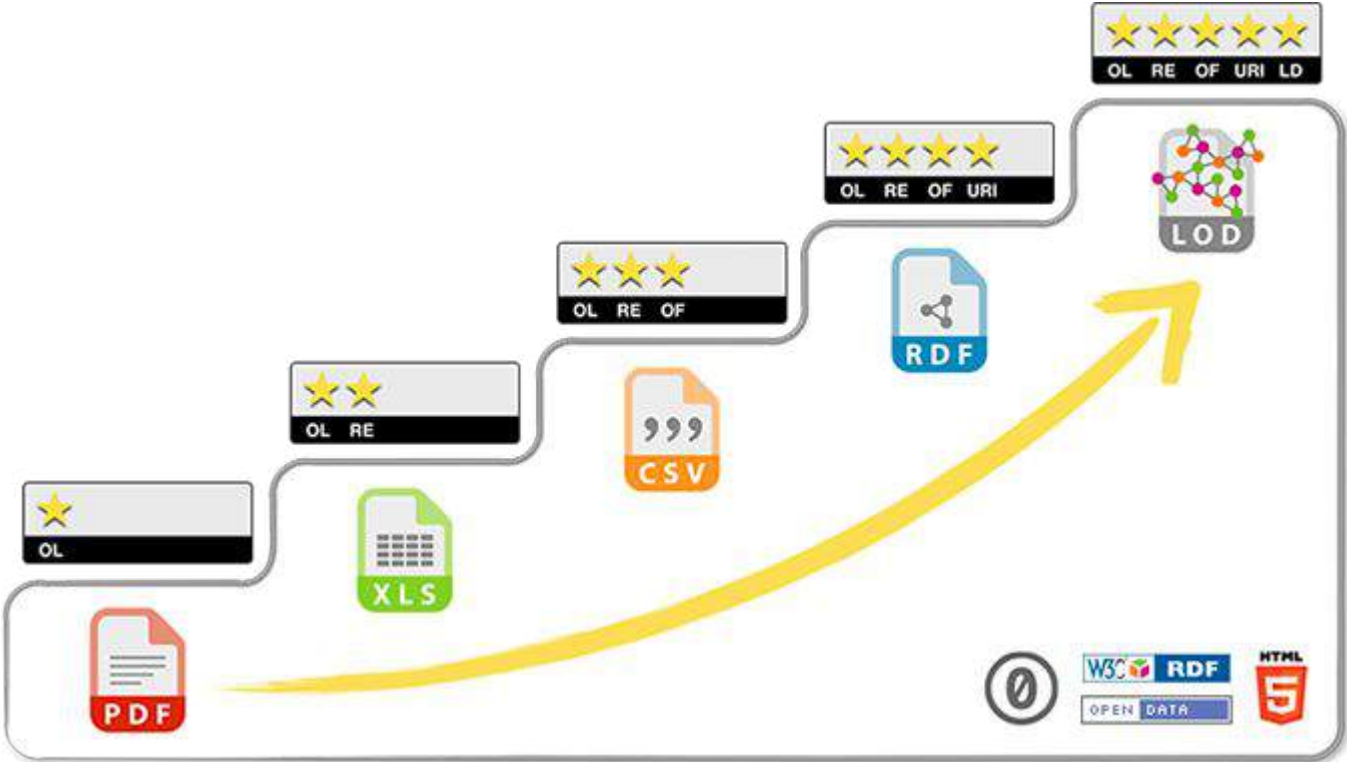 OL RE OF URI LD
LOD
OL RE OF URI
RDF
OL RE OF
CSV
OL RE
XLS
OL
PDF
0
W3C RDF
OPEN DATA
HTML
5